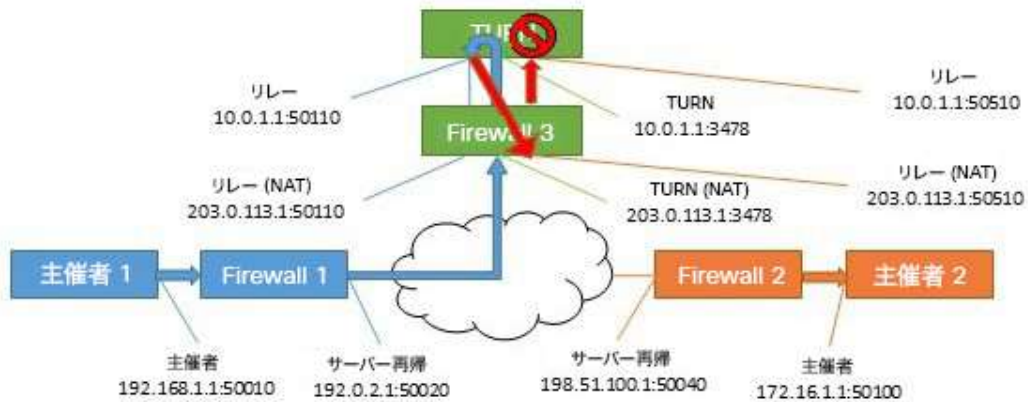 リレー
10.0.1.1:50110
TURN
10.0.1.1:3478
リレー
10.0.1.1:50510
Firewall 3
リレー (NAT)
203.0.113.1:50110
TURN (NAT)
203.0.113.1:3478
リレー (NAT)
203.0.113.1:50510
主催者 1
Firewall 1
Firewall 2
主催者 2
主催者
192.168.1.1:50010
サーバー再帰
192.0.2.1:50020
サーバー再帰
198.51.100.1:50040
主催者
172.16.1.1:50100